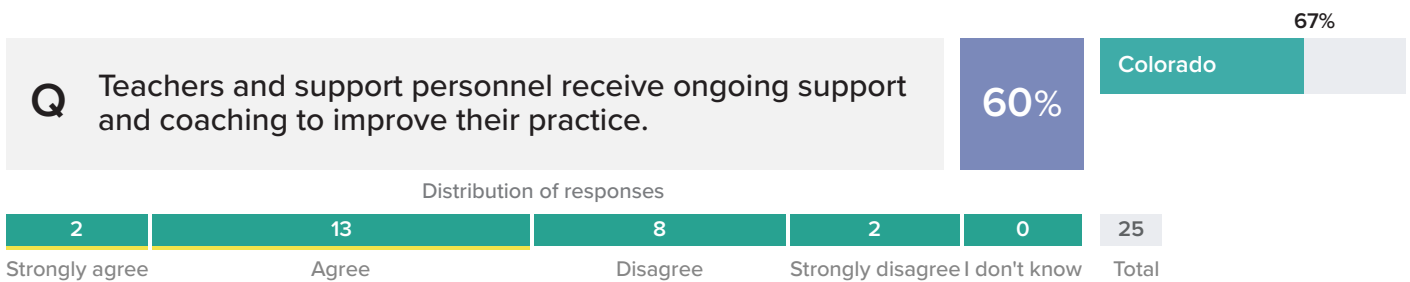 67%
Q
Teachers and support personnel receive ongoing support
and coaching to improve their practice.
60%
Colorado
Distribution of responses
2 13 8 2 0 25
Strongly agree Agree Disagree Strongly disagree I don't know Total